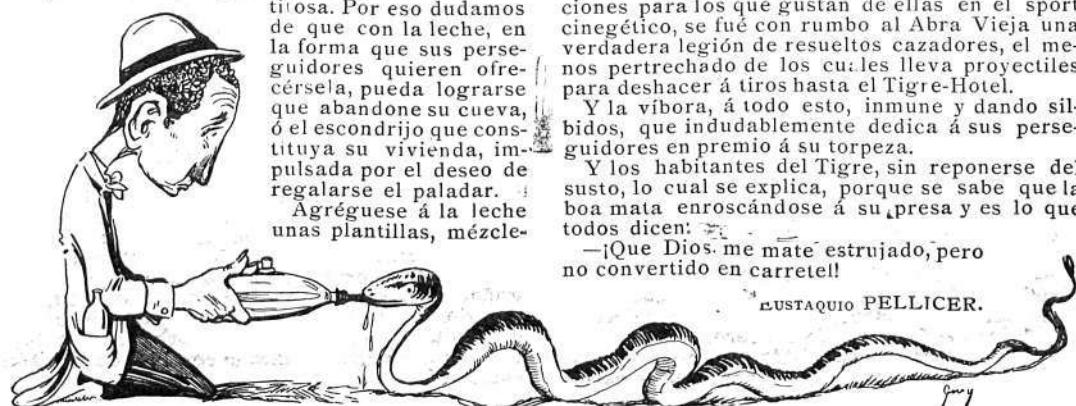 titosa. Por eso dudamos
de que con la leche, en
la forma que sus perse-
guidores quieren ofre-
cérsela, pueda lograrse
que abandone su cueva,
ó el escondrijo que cons-
tituya su vivienda, im-
pulsada por el deseo de
regalarse el paladar.
Agréguese á la leche
unas plantillas, mézcle-
ciones para los que gustan de ellas en el sport
cinegético, se fué con rumbo al Abra Vieja una
verdadera legión de resueltos cazadores, el me-
nos pertrechado de los cuales lleva proyectiles
para deshacer á tiros hasta el Tigre-Hotel.
Y la víbora, á todo esto, inmune y dando sil-
bidos, que indudablemente dedica á sus perse-
guidores en premio á su torpeza.
Y los habitantes del Tigre, sin reponerse del
susto, lo cual se explica, porque se sabe que la
boa mata enroscándose á su presa y es lo que
todos dicen:
—¡Que Dios me mate estrujado, pero
no convertido en carretel!!
EUSTAQUIO PELLICER.